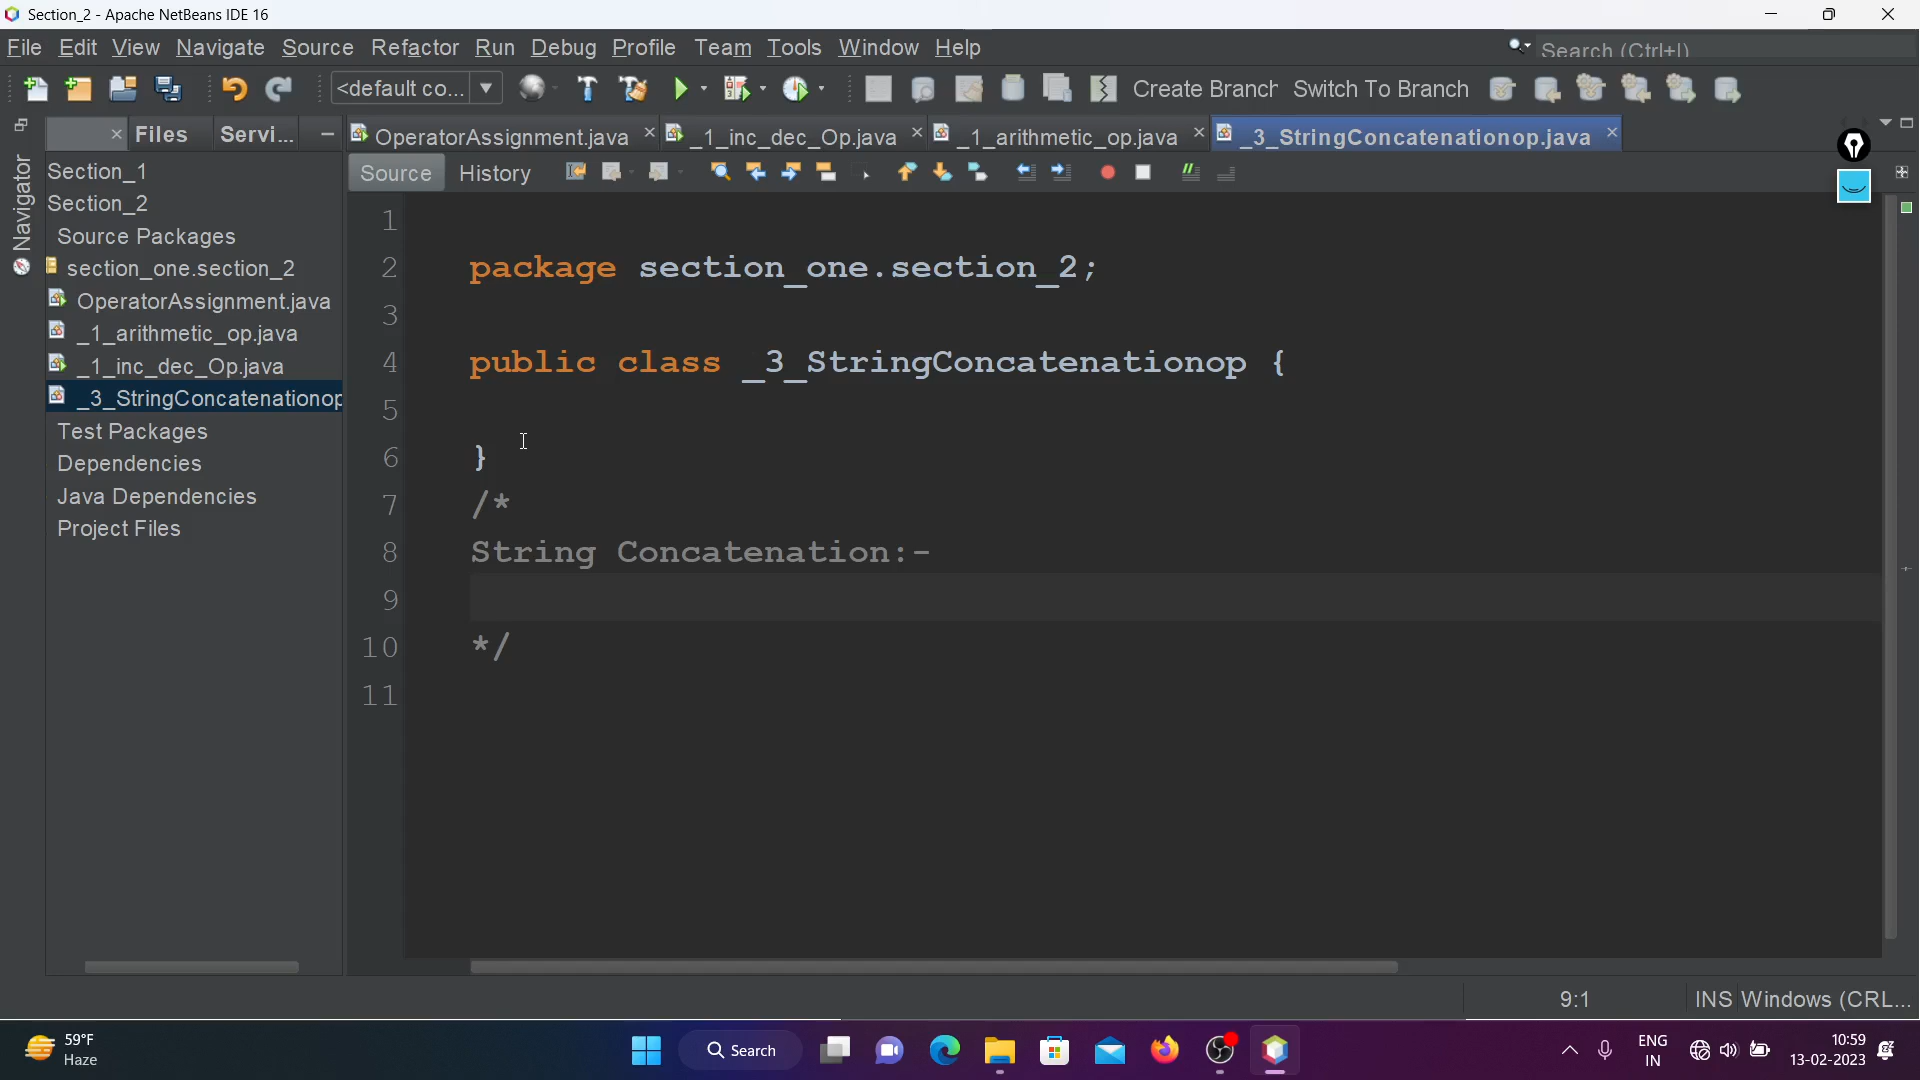 Section_2 - Apache NetBeans IDE 16
File Edit View Navigate Source Refactor Run Debug Profile Team Tools Window Help
Search (Ctrl+I)
<default co...
Create Branch Switch To Branch
Files Servi...
OperatorAssignment.java _1_inc_dec_Op.java _1_arithmetic_op.java _3_StringConcatenationop.java
Source History
Navigator
Section_1
Section_2
Source Packages
section_one.section_2
OperatorAssignment.java
_1_arithmetic_op.java
_1_inc_dec_Op.java
_3_StringConcatenationop
Test Packages
Dependencies
Java Dependencies
Project Files
1
2 package section_one.section_2;
3
4 public class _3_StringConcatenationop {
5
6 }
7 /*
8 String Concatenation:-
9
10 */
11
9:1 INS Windows (CRL...
59°F
Haze
Search
ENG
IN
10:59
13-02-2023